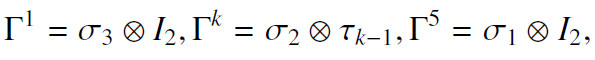 Γ¹ = σ₃ ⊗ I₂, Γᵏ = σ₂ ⊗ τₖ₋₁, Γ⁵ = σ₁ ⊗ I₂,